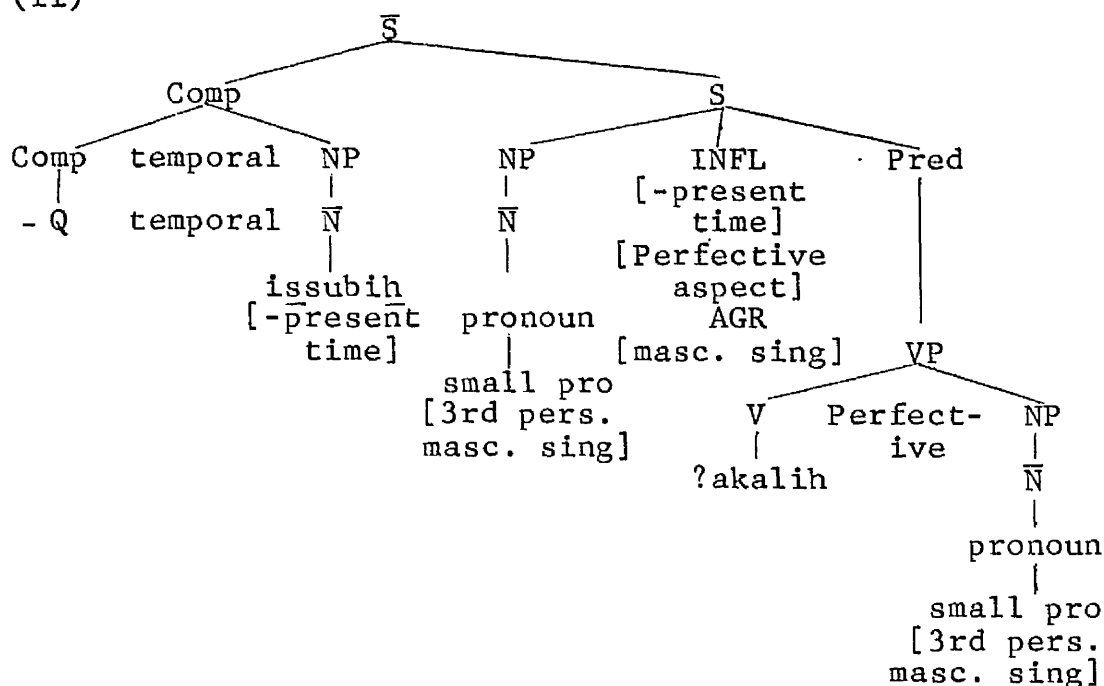 (ii)
S̄
Comp S
Comp temporal NP NP INFL Pred
- Q temporal N̄ N̄ [-present
time]
issubih [Perfective
[-present pronoun aspect]
time] AGR
small pro [masc. sing] VP
[3rd pers. V Perfect- NP
masc. sing] ive
?akalih N̄
pronoun
small pro
[3rd pers.
masc. sing]